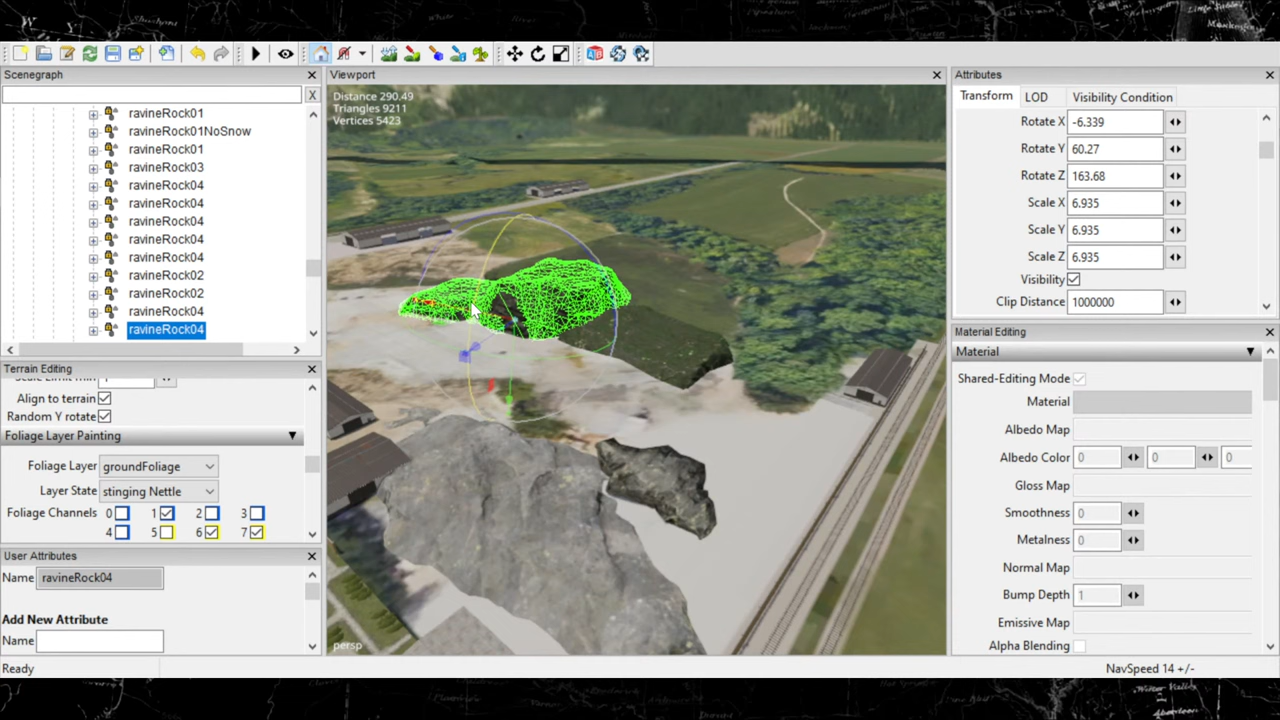 Scenegraph
X
ravineRock01
ravineRock01NoSnow
ravineRock01
ravineRock03
ravineRock04
ravineRock04
ravineRock04
ravineRock04
ravineRock04
ravineRock02
ravineRock02
ravineRock04
ravineRock04
Terrain Editing
Align to terrain
Random Y rotate
Foliage Layer Painting
Foliage Layer groundFoliage
Layer State stinging Nettle
Foliage Channels 0 1 2 3
4 5 6 7
User Attributes
Name ravineRock04
Add New Attribute
Name
Ready
Viewport
Distance 290.49
Triangles 9211
Vertices 5423
persp
Attributes
Transform LOD Visibility Condition
Rotate X -6.339
Rotate Y 60.27
Rotate Z 163.68
Scale X 6.935
Scale Y 6.935
Scale Z 6.935
Visibility
Clip Distance 1000000
Material Editing
Material
Shared-Editing Mode
Material
Albedo Map
Albedo Color 0 0 0
Gloss Map
Smoothness 0
Metalness 0
Normal Map
Bump Depth 1
Emissive Map
Alpha Blending
NavSpeed 14 +/-